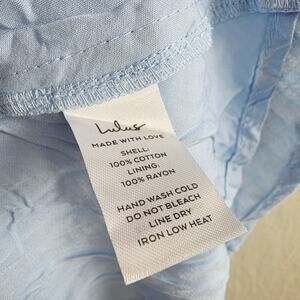 Lulus
MADE WITH LOVE
SHELL:
100% COTTON
LINING:
100% RAYON
HAND WASH COLD
DO NOT BLEACH
LINE DRY
IRON LOW HEAT